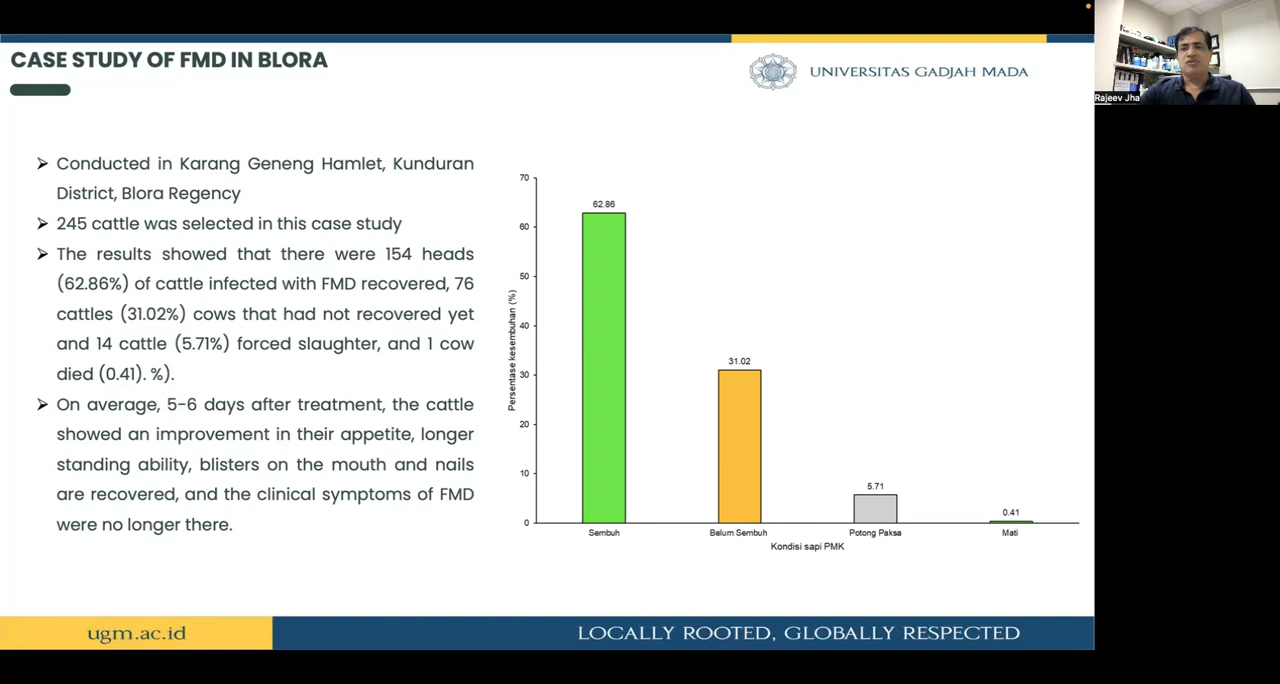 CASE STUDY OF FMD IN BLORA
UNIVERSITAS GADJAH MADA
Rajeev Jha
➢ Conducted in Karang Geneng Hamlet, Kunduran
District, Blora Regency
➢ 245 cattle was selected in this case study
➢ The results showed that there were 154 heads
(62.86%) of cattle infected with FMD recovered, 76
cattles (31.02%) cows that had not recovered yet
and 14 cattle (5.71%) forced slaughter, and 1 cow
died (0.41). %).
➢ On average, 5-6 days after treatment, the cattle
showed an improvement in their appetite, longer
standing ability, blisters on the mouth and nails
are recovered, and the clinical symptoms of FMD
were no longer there.
Persentase kesembuhan (%)
70
60
50
40
30
20
10
0
62.86
31.02
5.71
0.41
Sembuh
Belum Sembuh
Potong Paksa
Mati
Kondisi sapi PMK
ugm.ac.id
LOCALLY ROOTED, GLOBALLY RESPECTED